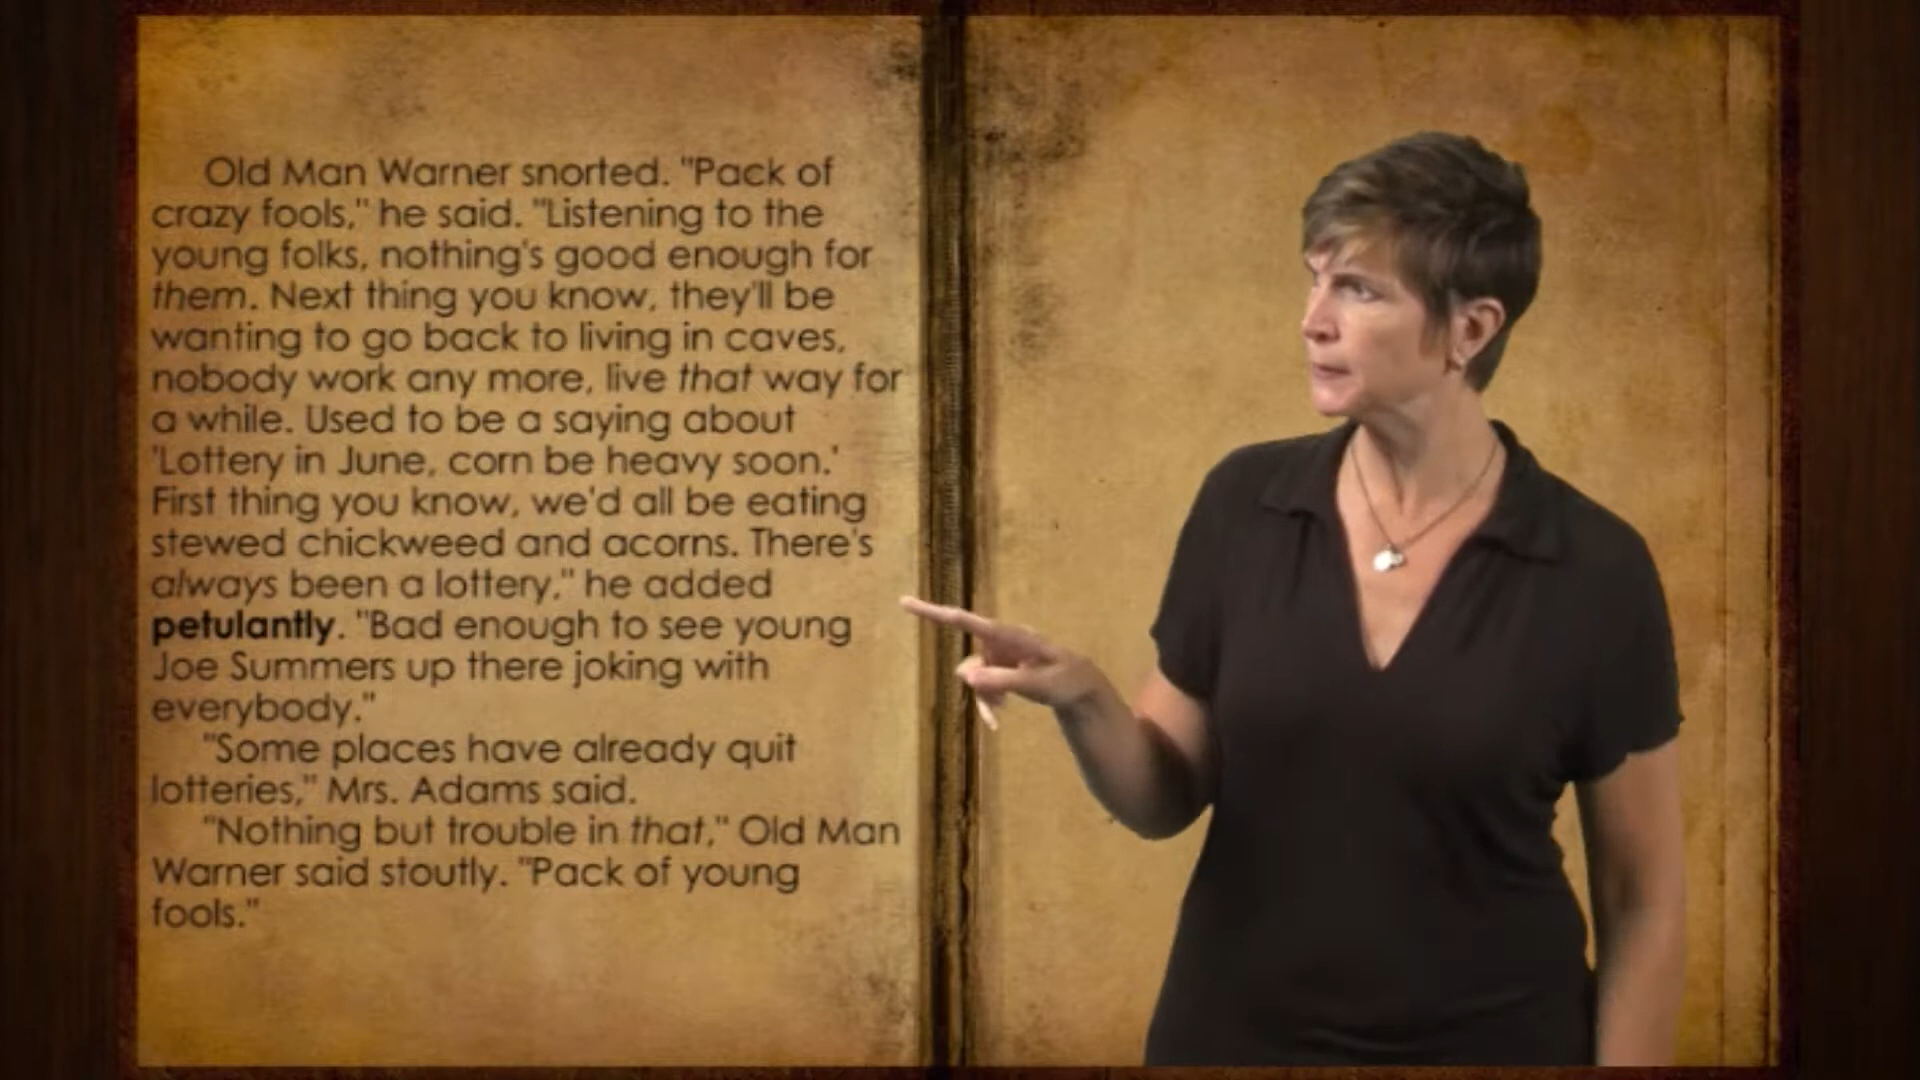 Old Man Warner snorted. "Pack of
crazy fools," he said. "Listening to the
young folks, nothing's good enough for
them. Next thing you know, they'll be
wanting to go back to living in caves,
nobody work any more, live that way for
a while. Used to be a saying about
'Lottery in June, corn be heavy soon.'
First thing you know, we'd all be eating
stewed chickweed and acorns. There's
always been a lottery," he added
petulantly. "Bad enough to see young
Joe Summers up there joking with
everybody."
"Some places have already quit
lotteries," Mrs. Adams said.
"Nothing but trouble in that," Old Man
Warner said stoutly. "Pack of young
fools."